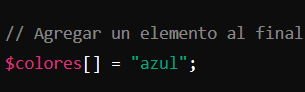 // Agregar un elemento al final
$colores[] = "azul";